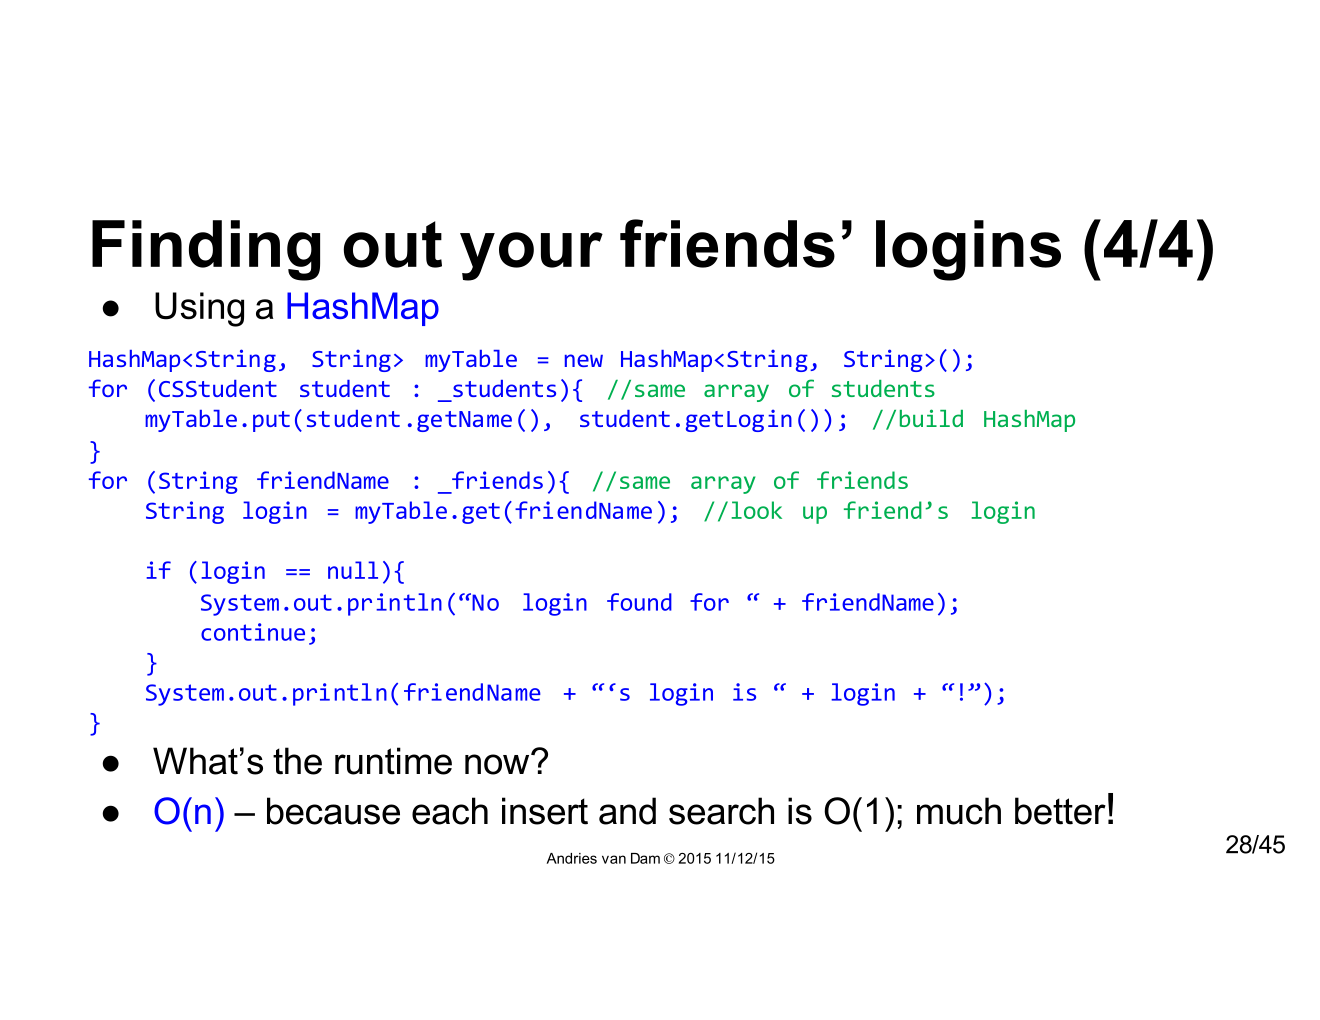 Finding out your friends’ logins (4/4)
● Using a HashMap
HashMap<String, String> myTable = new HashMap<String, String>();
for (CSStudent student : _students){ //same array of students
    myTable.put(student.getName(), student.getLogin()); //build HashMap
}
for (String friendName : _friends){ //same array of friends
    String login = myTable.get(friendName); //look up friend’s login
    if (login == null){
        System.out.println(“No login found for “ + friendName);
        continue;
    }
    System.out.println(friendName + “‘s login is “ + login + “!”);
}
● What’s the runtime now?
● O(n) – because each insert and search is O(1); much better!
28/45
Andries van Dam © 2015 11/12/15